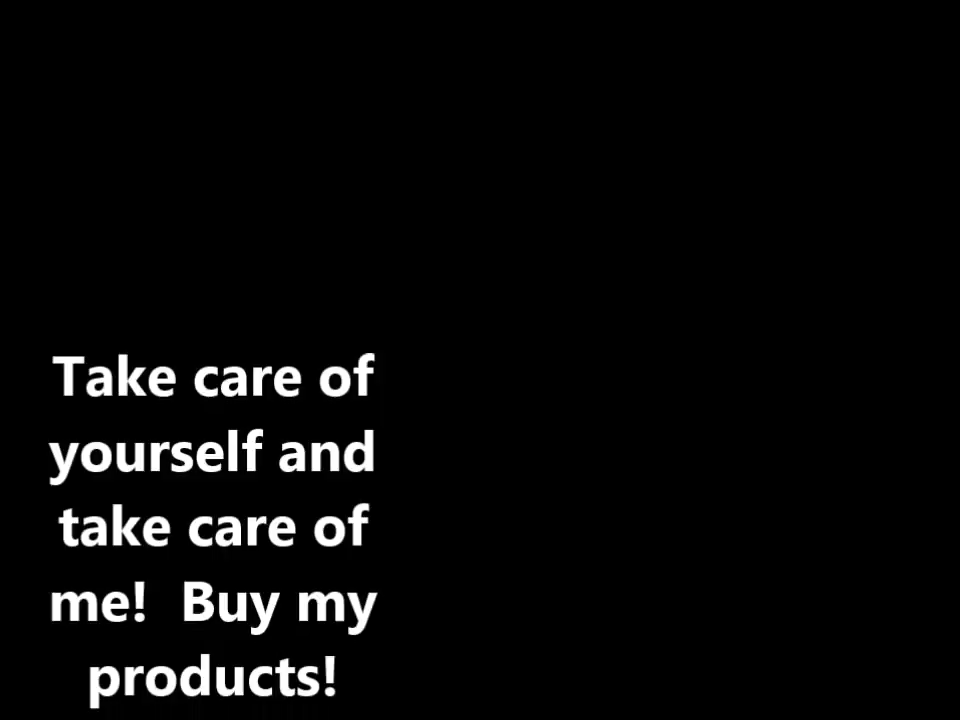 Take care of
yourself and
take care of
me!  Buy my
products!